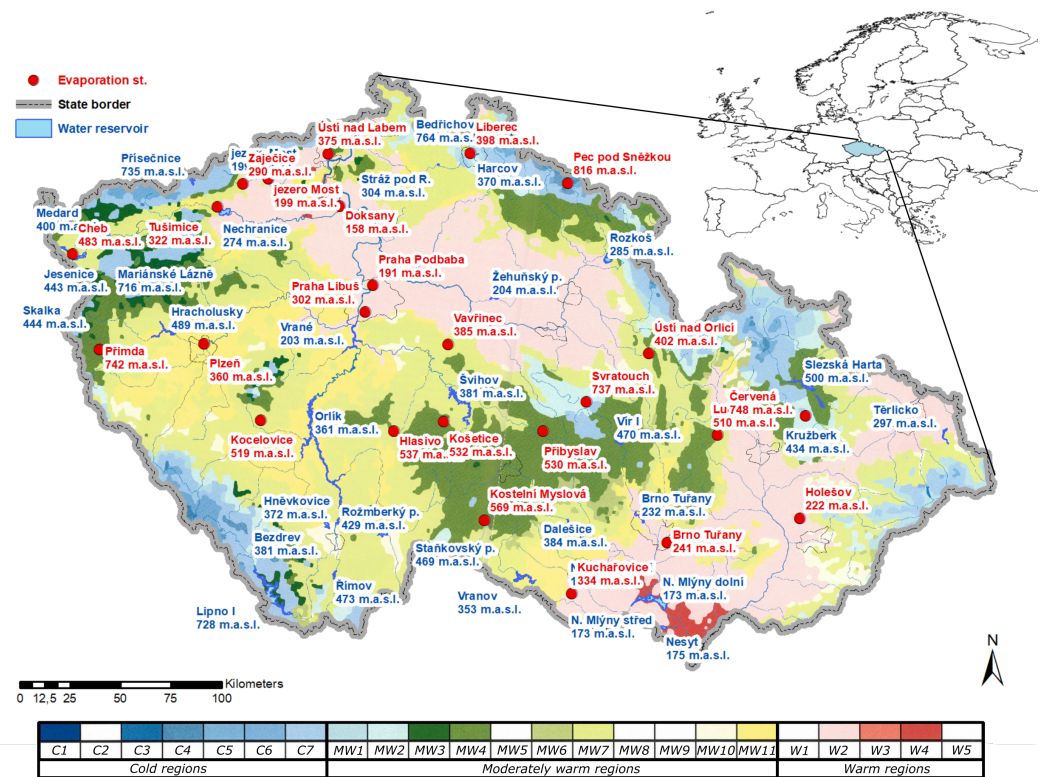 Evaporation st.
State border
Water reservoir
Ústí nad Labem
375 m.a.s.l.
Bedřichov
764 m.a.s.
Liberec
398 m.a.s.l.
Přísečnice
735 m.a.s.l.
jezero Most
199
Zaječice
290 m.a.s.l.
jezero Most
199 m.a.s.l.
Stráž pod R.
304 m.a.s.l.
Harcov
370 m.a.s.l.
Pec pod Sněžkou
816 m.a.s.l.
Medard
400 m.a.
Cheb
483 m.a.s.l.
Tušimice
322 m.a.s.l.
Nechranice
274 m.a.s.l.
Doksany
158 m.a.s.l.
Rozkoš
285 m.a.s.l.
Jesenice
443 m.a.s.l.
Mariánské Lázně
716 m.a.s.l.
Praha Podbaba
191 m.a.s.l.
Praha Libuš
302 m.a.s.l.
Žehuňský p.
204 m.a.s.l.
Skalka
444 m.a.s.l.
Hracholusky
489 m.a.s.l.
Vrané
203 m.a.s.l.
Vavřinec
385 m.a.s.l.
Ústí nad Orlicí
402 m.a.s.l.
Přimda
742 m.a.s.l.
Plzeň
360 m.a.s.l.
Švihov
381 m.a.s.l.
Svratouch
737 m.a.s.l.
Slezská Harta
500 m.a.s.l.
Červená
748 m.a.s.l.
Lu
510 m.a.s.l.
Těrlicko
297 m.a.s.l.
Kocelovice
519 m.a.s.l.
Orlík
361 m.a.s.l.
Hlasivo
537 m.a.
Košetice
532 m.a.s.l.
Přibyslav
530 m.a.s.l.
Vír I
470 m.a.s.l.
Kružberk
434 m.a.s.l.
Hněvkovice
372 m.a.s.l.
Rožmberký p.
429 m.a.s.l.
Kostelní Myslová
569 m.a.s.l.
Brno Tuřany
232 m.a.s.l.
Holešov
222 m.a.s.l.
Bezdrev
381 m.a.s.l.
Staňkovský p.
469 m.a.s.l.
Dalešice
384 m.a.s.l.
Brno Tuřany
241 m.a.s.l.
Římov
473 m.a.s.l.
Vranov
353 m.a.s.l.
Kuchařovice
334 m.a.s.l.
N. Mlýny dolní
173 m.a.s.l.
Lipno I
728 m.a.s.l.
N. Mlýny střed
173 m.a.s.l.
Nesyt
175 m.a.s.l.
N
Kilometers
0 12,5 25 50 75 100
C1 C2 C3 C4 C5 C6 C7 MW1 MW2 MW3 MW4 MW5 MW6 MW7 MW8 MW9 MW10 MW11 W1 W2 W3 W4 W5
Cold regions Moderately warm regions Warm regions